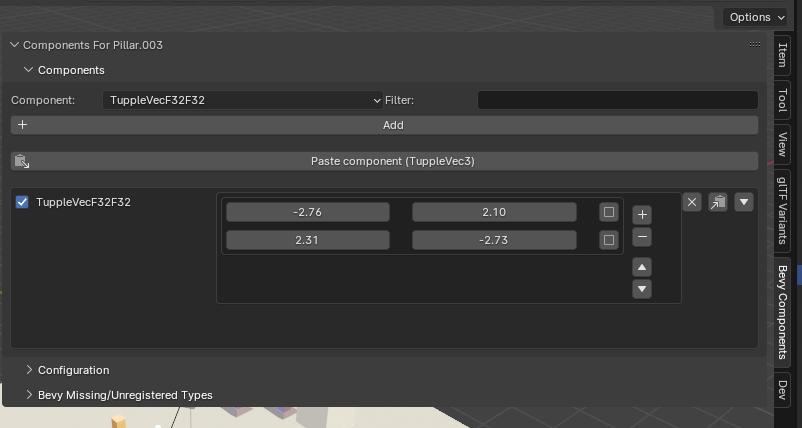 Options
Components For Pillar.003
Components
Component: TuppleVecF32F32 Filter:
Add
Paste component (TuppleVec3)
TuppleVecF32F32
-2.76 2.10
2.31 -2.73
Configuration
Bevy Missing/Unregistered Types
Item
Tool
View
glTF Variants
Bevy Components
Dev